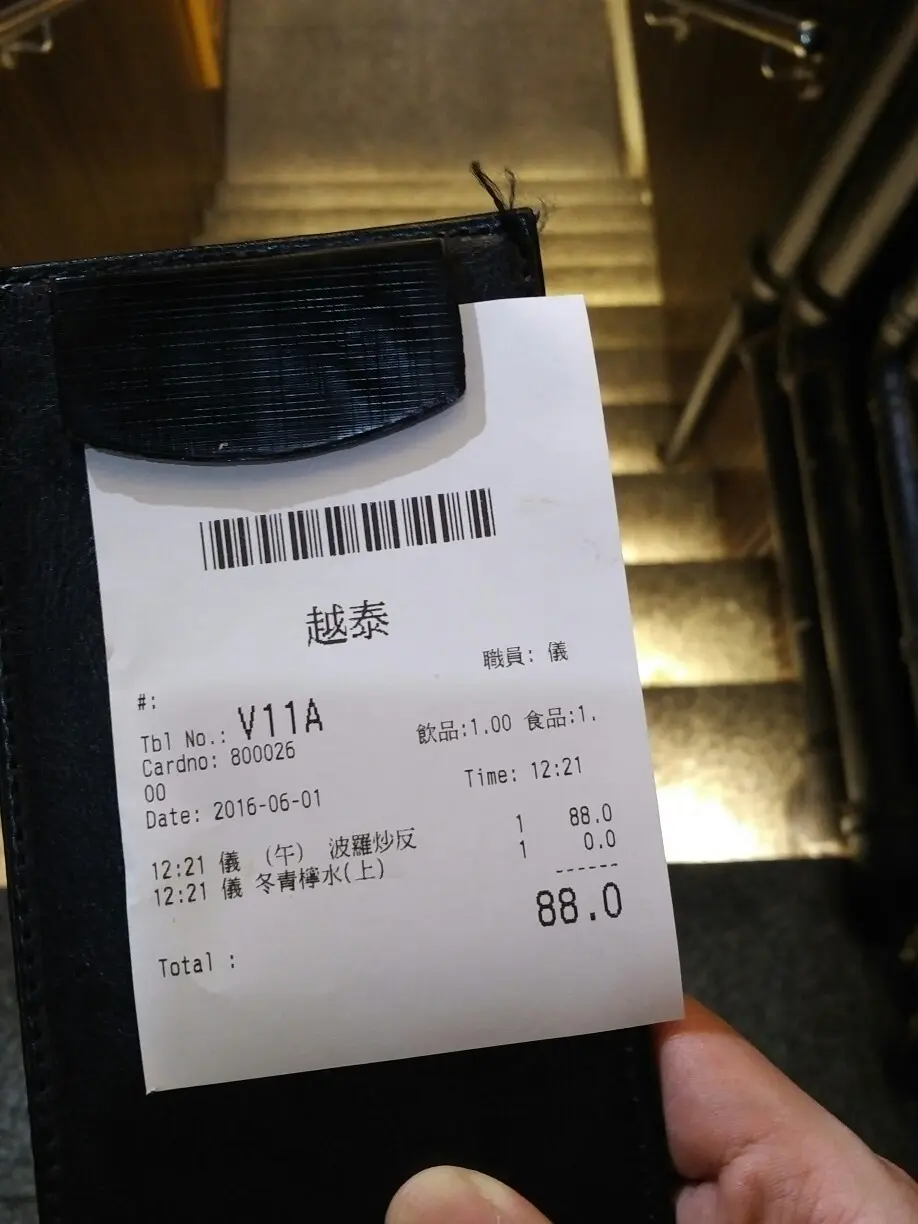 越泰
職員: 儀
#:
Tbl No.: V11A
飲品:1.00 食品:1.
Cardno: 800026
00
Time: 12:21
Date: 2016-06-01
12:21 儀 (午) 波羅炒反 1 88.0
12:21 儀 冬青檸水(上) 1 0.0
------
88.0
Total :